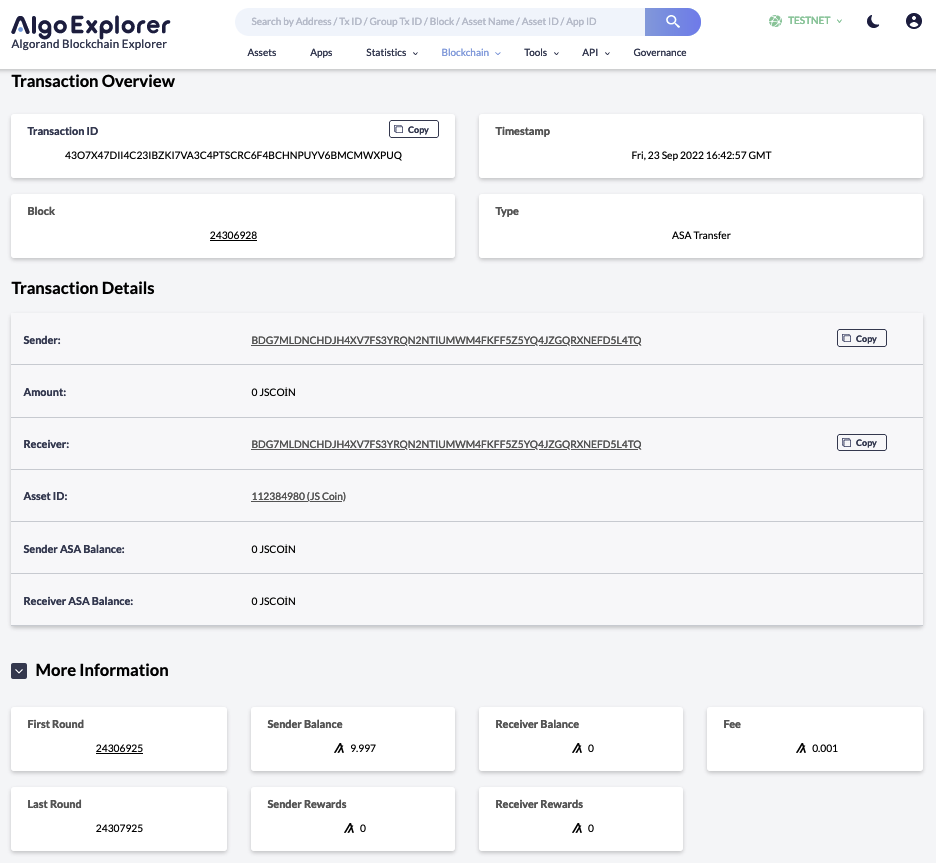 AlgoExplorer
Algorand Blockchain Explorer
Search by Address / Tx ID / Group Tx ID / Block / Asset Name / Asset ID / App ID
TESTNET
Assets Apps Statistics Blockchain Tools API Governance
Transaction Overview
Transaction ID
Copy
43O7X47DII4C23IBZKI7VA3C4PTSCRC6F4BCHNPUYV6BMCMWXPUQ
Timestamp
Fri, 23 Sep 2022 16:42:57 GMT
Block
24306928
Type
ASA Transfer
Transaction Details
Sender: BDG7MLDNCHDJH4XV7FS3YRQN2NTIUMWM4FKFF5Z5YQ4JZGQRXNEFD5L4TQ Copy
Amount: 0 JSCOİN
Receiver: BDG7MLDNCHDJH4XV7FS3YRQN2NTIUMWM4FKFF5Z5YQ4JZGQRXNEFD5L4TQ Copy
Asset ID: 112384980 (JS Coin)
Sender ASA Balance: 0 JSCOİN
Receiver ASA Balance: 0 JSCOİN
More Information
First Round
24306925
Sender Balance
9.997
Receiver Balance
0
Fee
0.001
Last Round
24307925
Sender Rewards
0
Receiver Rewards
0